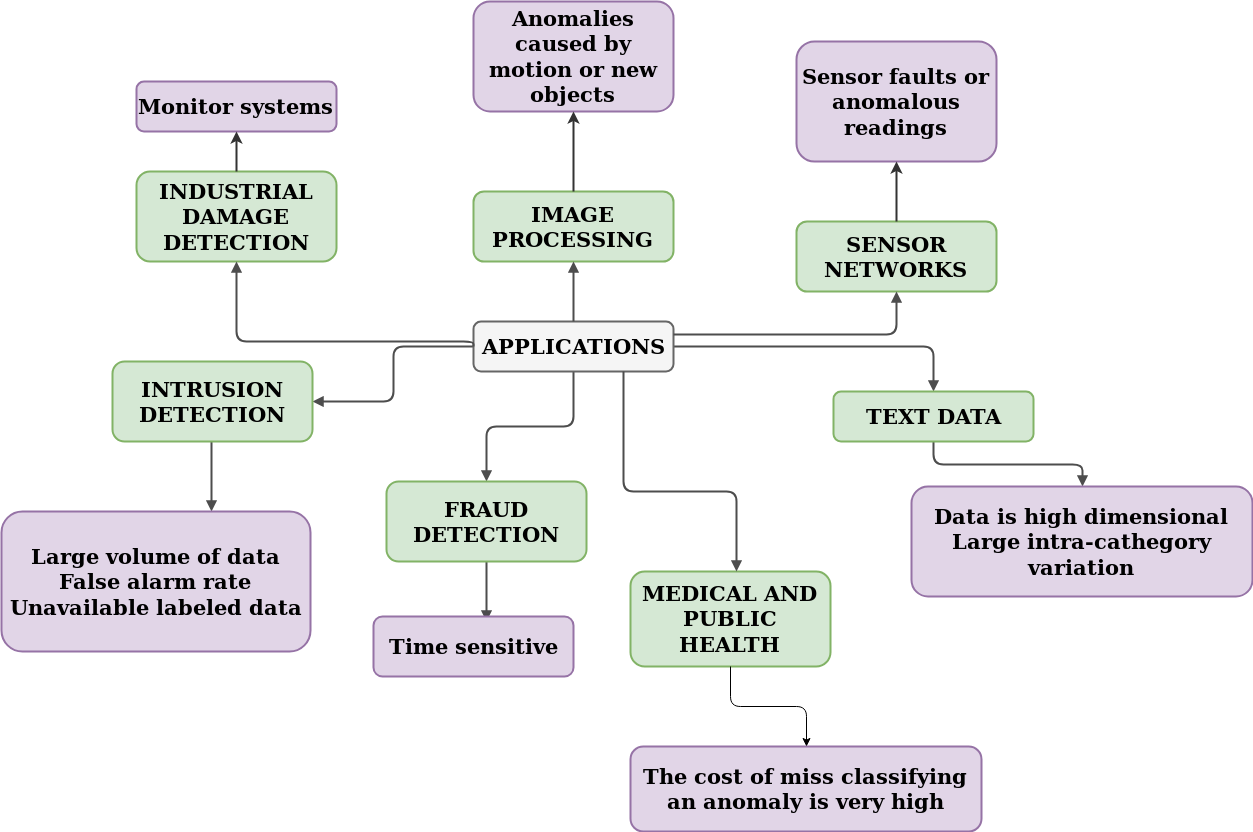 Anomalies
caused by
motion or new
objects
Sensor faults or
anomalous
readings
Monitor systems
INDUSTRIAL
DAMAGE
DETECTION
IMAGE
PROCESSING
SENSOR
NETWORKS
APPLICATIONS
INTRUSION
DETECTION
TEXT DATA
FRAUD
DETECTION
Data is high dimensional
Large intra-cathegory
variation
Large volume of data
False alarm rate
Unavailable labeled data
MEDICAL AND
PUBLIC
HEALTH
Time sensitive
The cost of miss classifying
an anomaly is very high